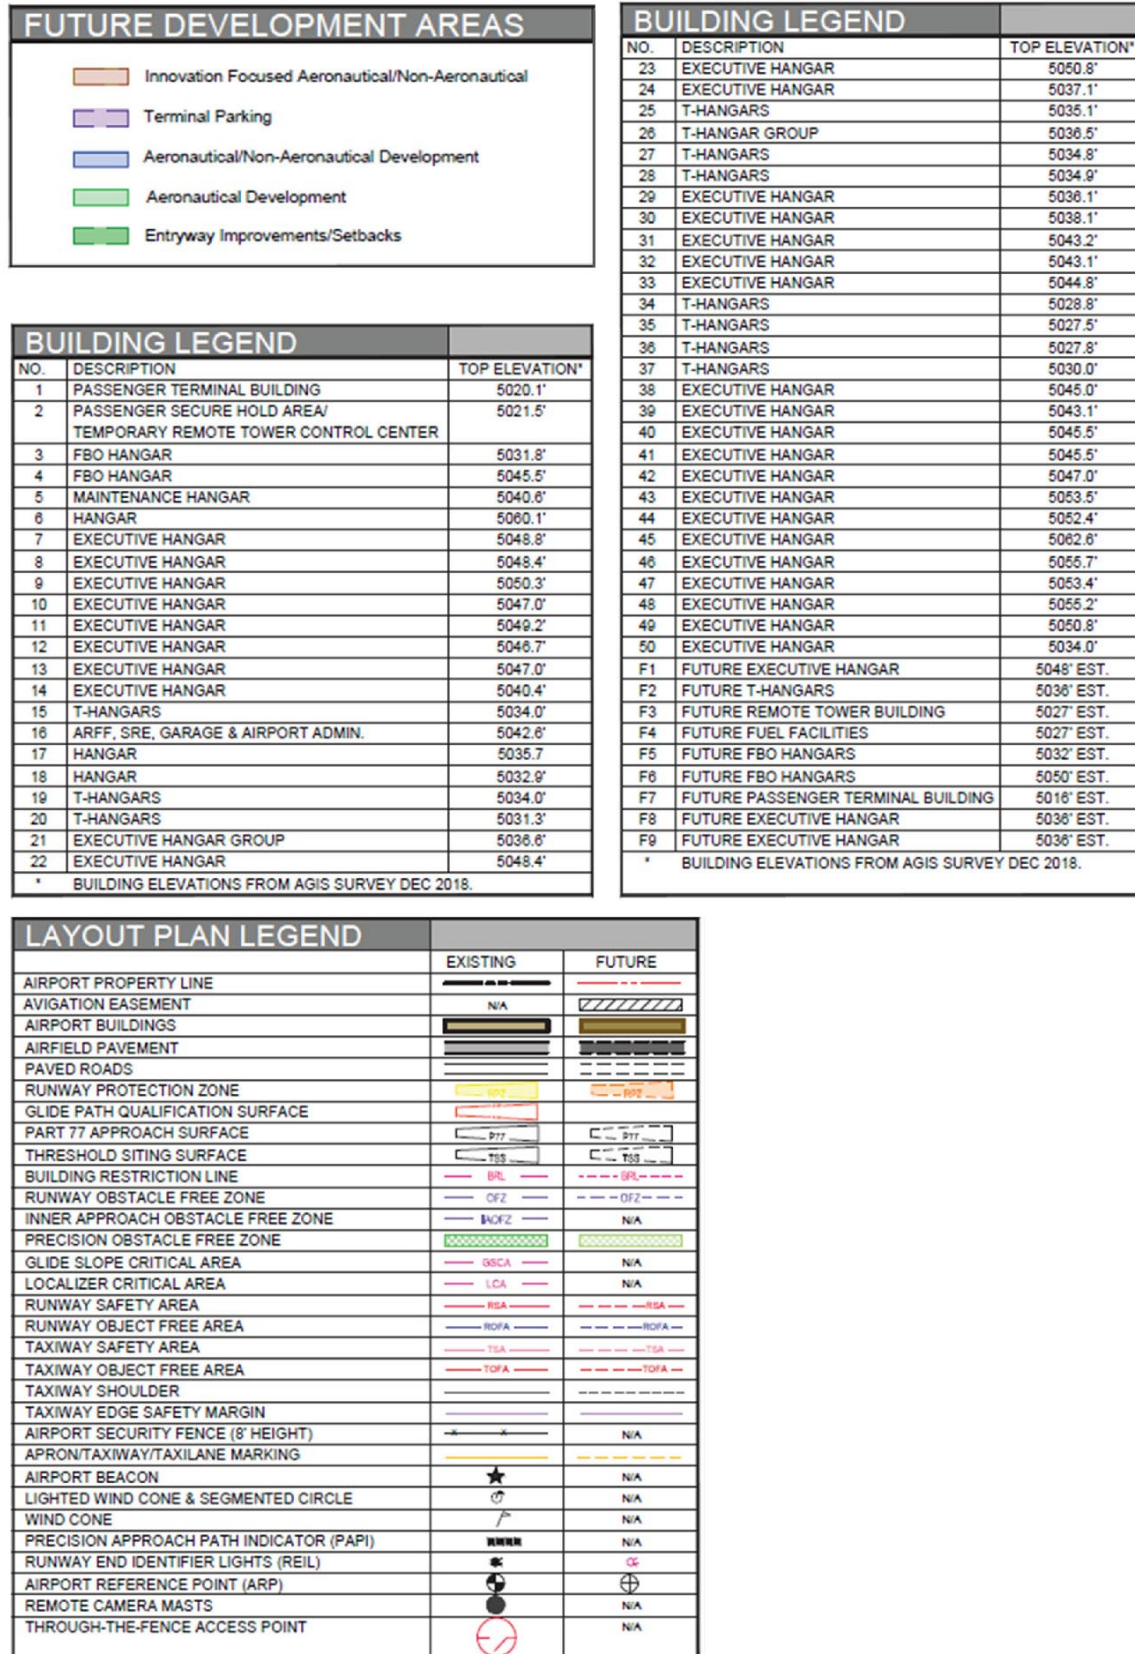 FUTURE DEVELOPMENT AREAS
Innovation Focused Aeronautical/Non-Aeronautical
Terminal Parking
Aeronautical/Non-Aeronautical Development
Aeronautical Development
Entryway Improvements/Setbacks
BUILDING LEGEND
NO. DESCRIPTION TOP ELEVATION*
1 PASSENGER TERMINAL BUILDING 5020.1'
2 PASSENGER SECURE HOLD AREA/ 5021.5'
TEMPORARY REMOTE TOWER CONTROL CENTER
3 FBO HANGAR 5031.8'
4 FBO HANGAR 5045.5'
5 MAINTENANCE HANGAR 5040.6'
6 HANGAR 5060.1'
7 EXECUTIVE HANGAR 5048.8'
8 EXECUTIVE HANGAR 5048.4'
9 EXECUTIVE HANGAR 5050.3'
10 EXECUTIVE HANGAR 5047.0'
11 EXECUTIVE HANGAR 5049.2'
12 EXECUTIVE HANGAR 5046.7'
13 EXECUTIVE HANGAR 5047.0'
14 EXECUTIVE HANGAR 5040.4'
15 T-HANGARS 5034.0'
16 ARFF, SRE, GARAGE & AIRPORT ADMIN. 5042.6'
17 HANGAR 5035.7
18 HANGAR 5032.9'
19 T-HANGARS 5034.0'
20 T-HANGARS 5031.3'
21 EXECUTIVE HANGAR GROUP 5036.6'
22 EXECUTIVE HANGAR 5048.4'
* BUILDING ELEVATIONS FROM AGIS SURVEY DEC 2018.
BUILDING LEGEND
NO. DESCRIPTION TOP ELEVATION*
23 EXECUTIVE HANGAR 5050.8'
24 EXECUTIVE HANGAR 5037.1'
25 T-HANGARS 5035.1'
26 T-HANGAR GROUP 5036.5'
27 T-HANGARS 5034.8'
28 T-HANGARS 5034.9'
29 EXECUTIVE HANGAR 5036.1'
30 EXECUTIVE HANGAR 5038.1'
31 EXECUTIVE HANGAR 5043.2'
32 EXECUTIVE HANGAR 5043.1'
33 EXECUTIVE HANGAR 5044.8'
34 T-HANGARS 5028.8'
35 T-HANGARS 5027.5'
36 T-HANGARS 5027.8'
37 T-HANGARS 5030.0'
38 EXECUTIVE HANGAR 5045.0'
39 EXECUTIVE HANGAR 5043.1'
40 EXECUTIVE HANGAR 5045.5'
41 EXECUTIVE HANGAR 5045.5'
42 EXECUTIVE HANGAR 5047.0'
43 EXECUTIVE HANGAR 5053.5'
44 EXECUTIVE HANGAR 5052.4'
45 EXECUTIVE HANGAR 5062.6'
46 EXECUTIVE HANGAR 5055.7'
47 EXECUTIVE HANGAR 5053.4'
48 EXECUTIVE HANGAR 5055.2'
49 EXECUTIVE HANGAR 5050.8'
50 EXECUTIVE HANGAR 5034.0'
F1 FUTURE EXECUTIVE HANGAR 5048' EST.
F2 FUTURE T-HANGARS 5036' EST.
F3 FUTURE REMOTE TOWER BUILDING 5027' EST.
F4 FUTURE FUEL FACILITIES 5027' EST.
F5 FUTURE FBO HANGARS 5032' EST.
F6 FUTURE FBO HANGARS 5050' EST.
F7 FUTURE PASSENGER TERMINAL BUILDING 5016' EST.
F8 FUTURE EXECUTIVE HANGAR 5036' EST.
F9 FUTURE EXECUTIVE HANGAR 5036' EST.
* BUILDING ELEVATIONS FROM AGIS SURVEY DEC 2018.
LAYOUT PLAN LEGEND
EXISTING FUTURE
AIRPORT PROPERTY LINE
AVIGATION EASEMENT N/A
AIRPORT BUILDINGS
AIRFIELD PAVEMENT
PAVED ROADS
RUNWAY PROTECTION ZONE RPZ RPZ
GLIDE PATH QUALIFICATION SURFACE
PART 77 APPROACH SURFACE P77 P77
THRESHOLD SITING SURFACE TSS TSS
BUILDING RESTRICTION LINE BRL BRL
RUNWAY OBSTACLE FREE ZONE OFZ OFZ
INNER APPROACH OBSTACLE FREE ZONE IAOFZ N/A
PRECISION OBSTACLE FREE ZONE
GLIDE SLOPE CRITICAL AREA GSCA N/A
LOCALIZER CRITICAL AREA LCA N/A
RUNWAY SAFETY AREA RSA RSA
RUNWAY OBJECT FREE AREA ROFA ROFA
TAXIWAY SAFETY AREA TSA TSA
TAXIWAY OBJECT FREE AREA TOFA TOFA
TAXIWAY SHOULDER
TAXIWAY EDGE SAFETY MARGIN
AIRPORT SECURITY FENCE (8' HEIGHT) x x N/A
APRON/TAXIWAY/TAXILANE MARKING
AIRPORT BEACON N/A
LIGHTED WIND CONE & SEGMENTED CIRCLE N/A
WIND CONE N/A
PRECISION APPROACH PATH INDICATOR (PAPI) N/A
RUNWAY END IDENTIFIER LIGHTS (REIL)
AIRPORT REFERENCE POINT (ARP)
REMOTE CAMERA MASTS N/A
THROUGH-THE-FENCE ACCESS POINT N/A